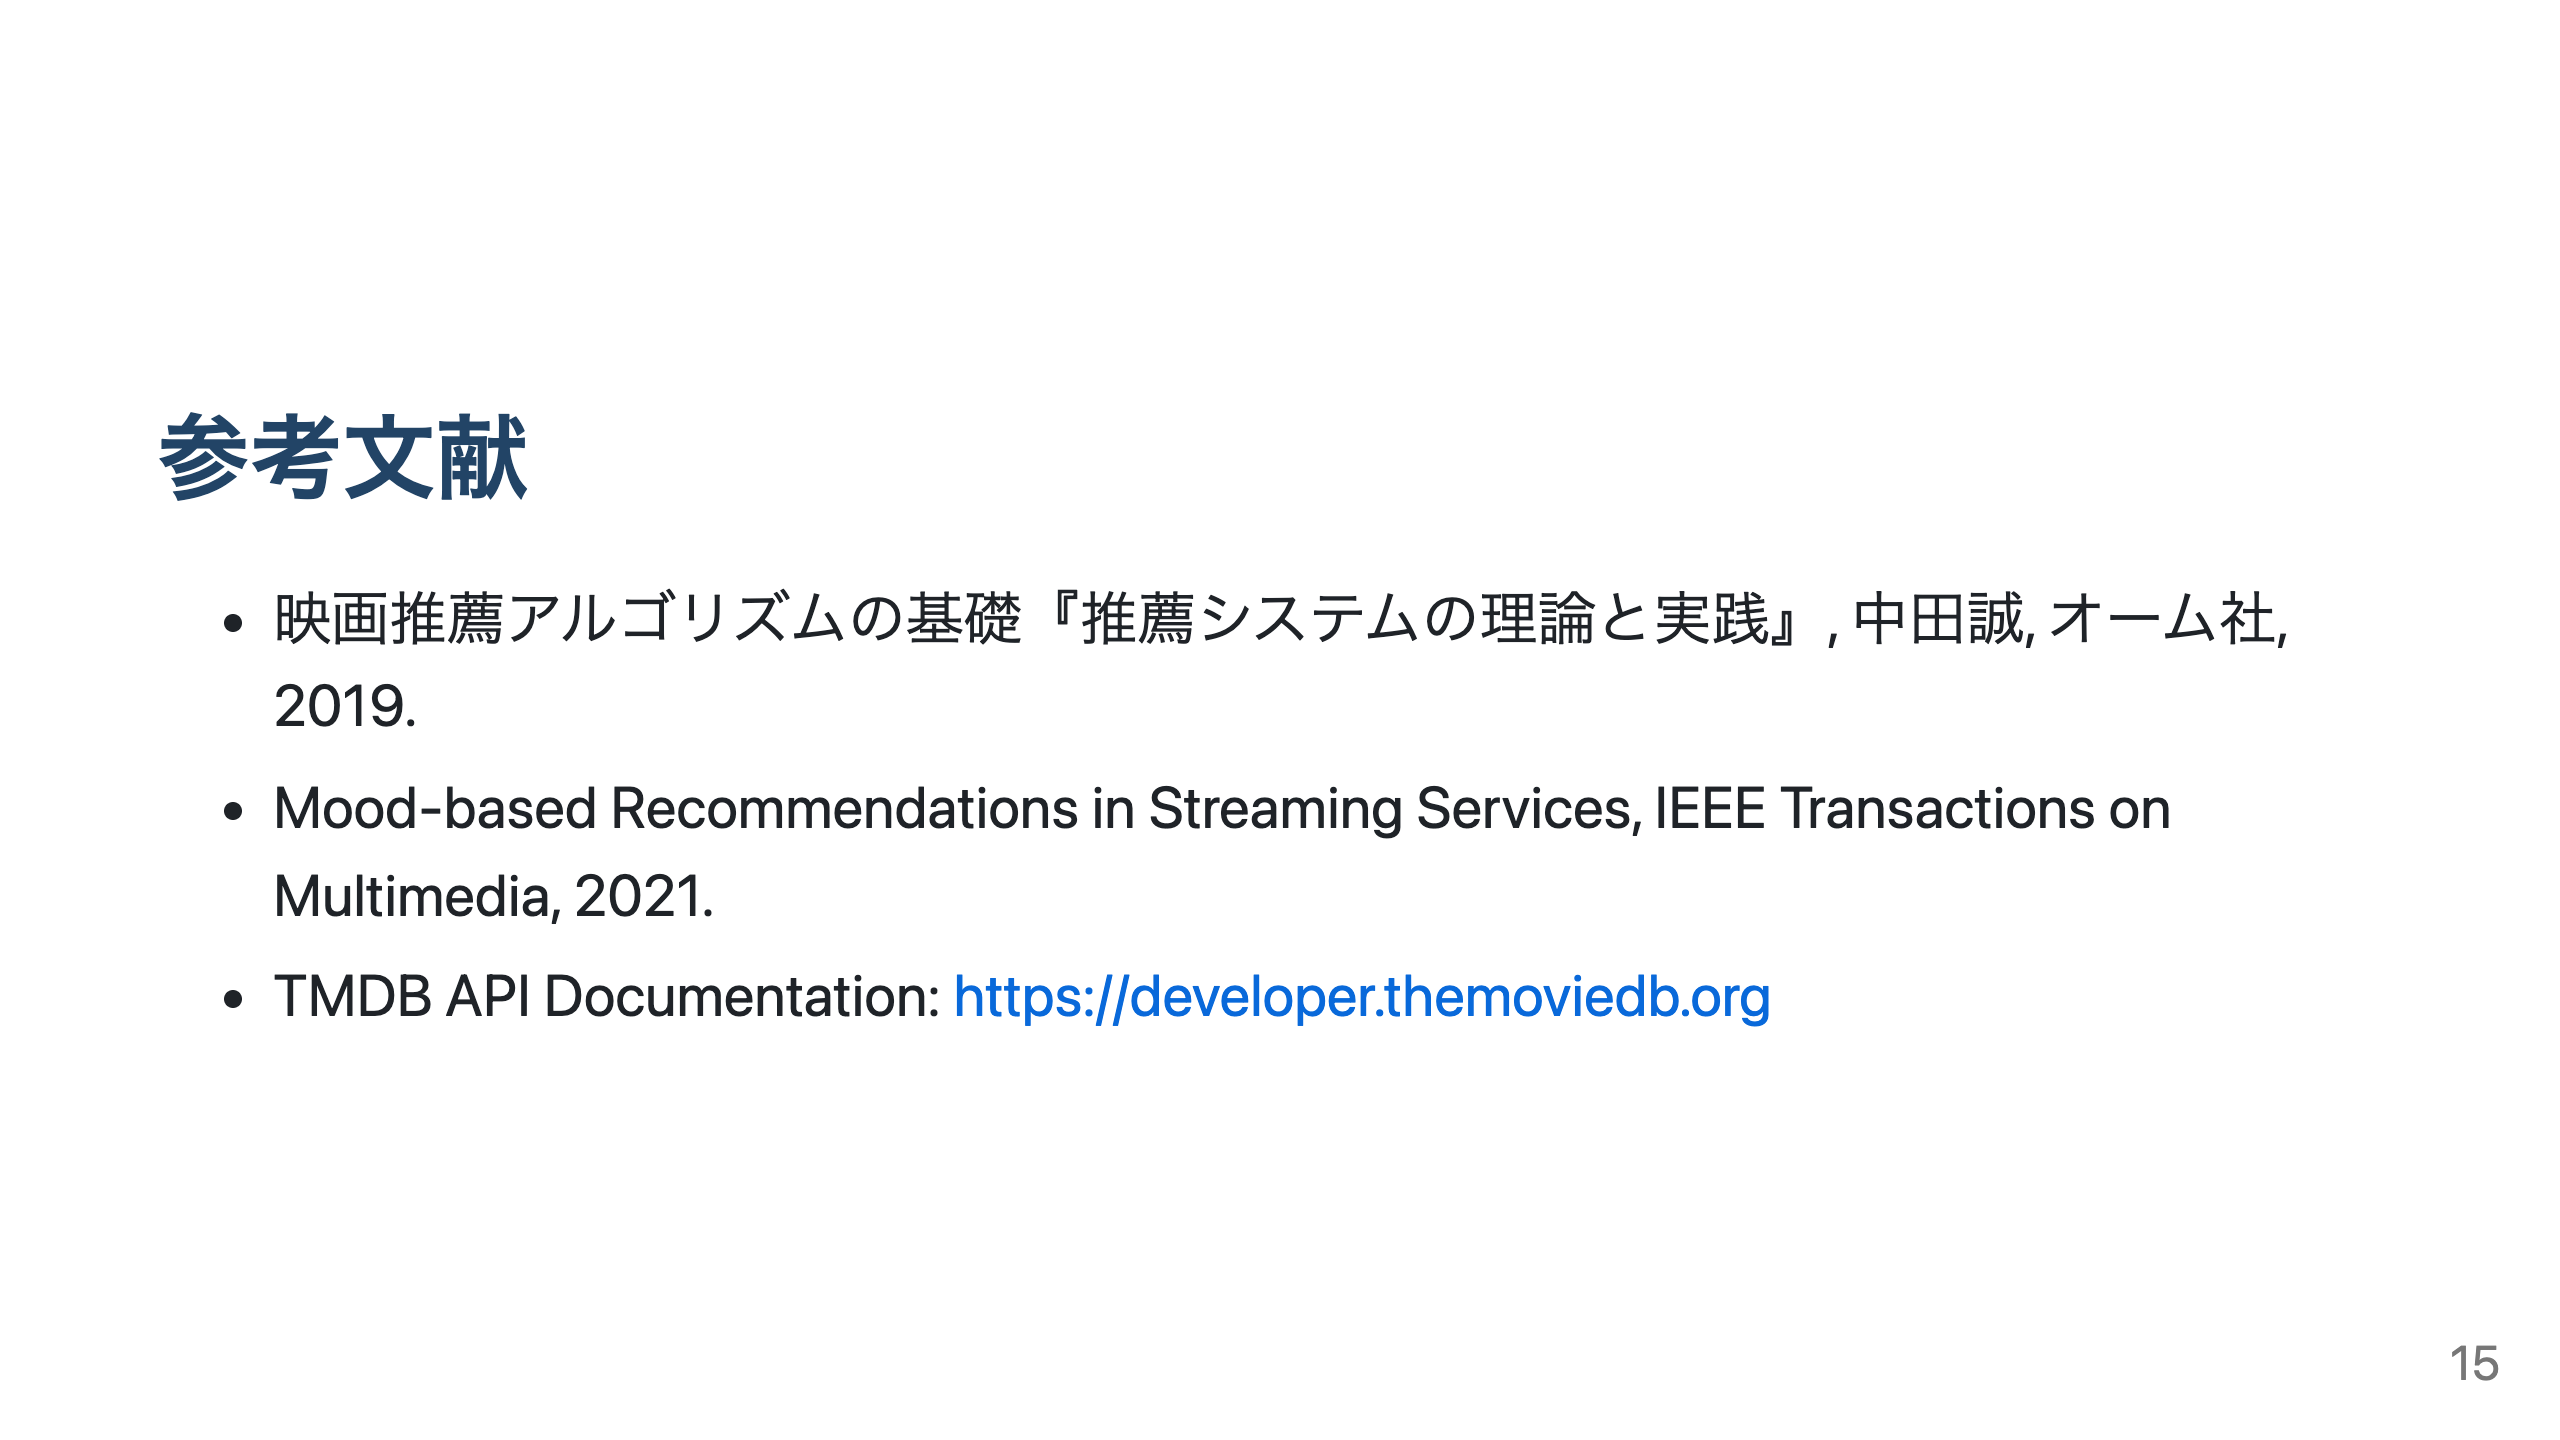 参考文献
• 映画推薦アルゴリズムの基礎『推薦システムの理論と実践』, 中田誠, オーム社,
2019.
• Mood-based Recommendations in Streaming Services, IEEE Transactions on
Multimedia, 2021.
• TMDB API Documentation: https://developer.themoviedb.org
15